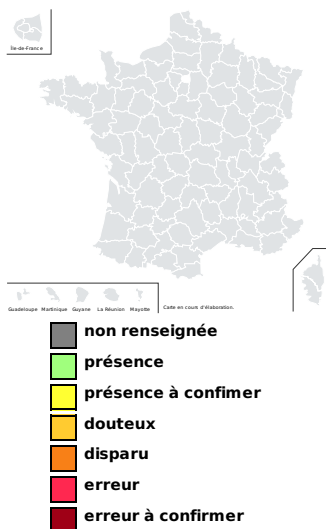 Île-de-France
Guadeloupe Martinique Guyane La Réunion Mayotte
Carte en cours d'élaboration.
non renseignée
présence
présence à confimer
douteux
disparu
erreur
erreur à confirmer